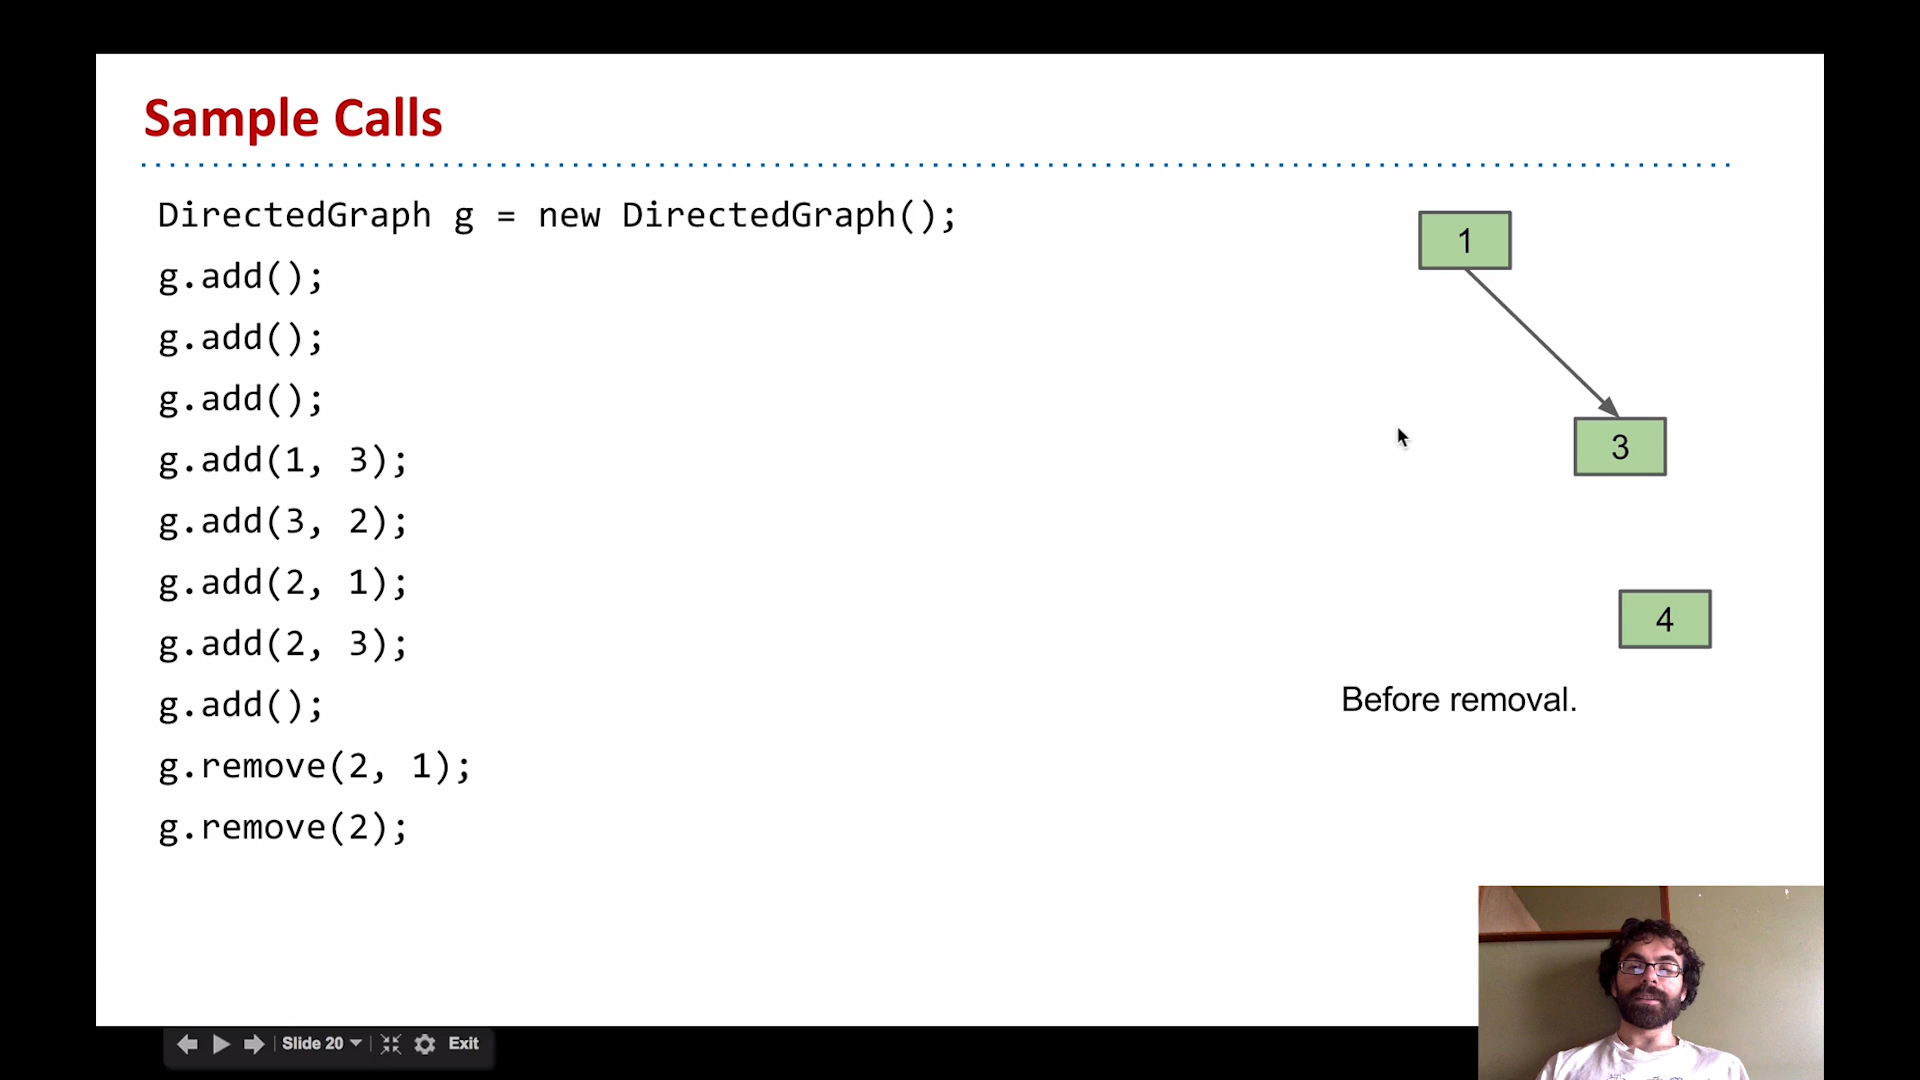 Sample Calls
DirectedGraph g = new DirectedGraph();
g.add();
g.add();
g.add();
g.add(1, 3);
g.add(3, 2);
g.add(2, 1);
g.add(2, 3);
g.add();
g.remove(2, 1);
g.remove(2);
1
3
4
Before removal.
Slide 20
Exit